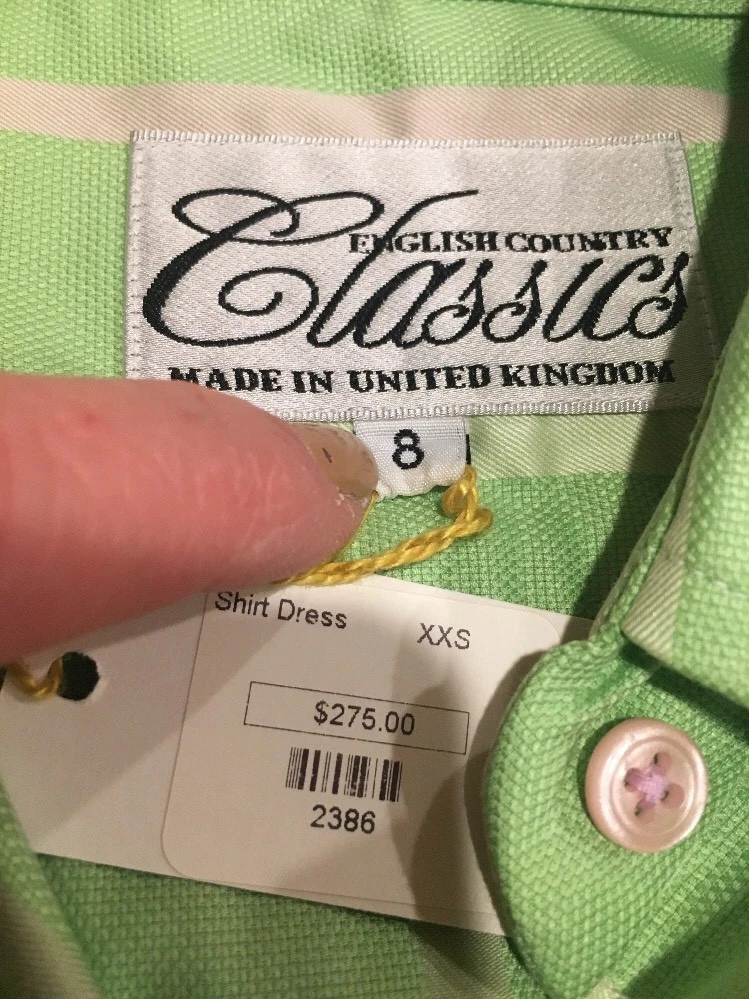 ENGLISH COUNTRY
Classics
MADE IN UNITED KINGDOM
8
Shirt Dress XXS
$275.00
2386